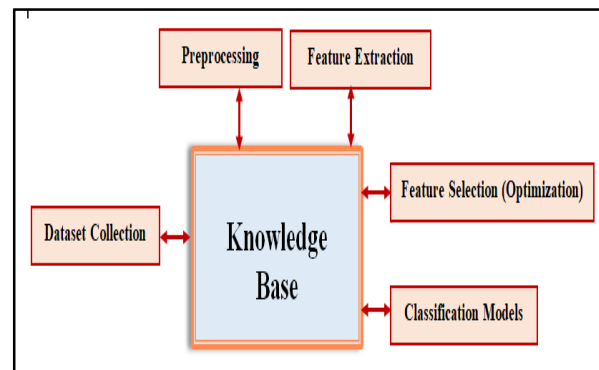 Preprocessing
Feature Extraction
Feature Selection (Optimization)
Dataset Collection
Knowledge
Base
Classification Models